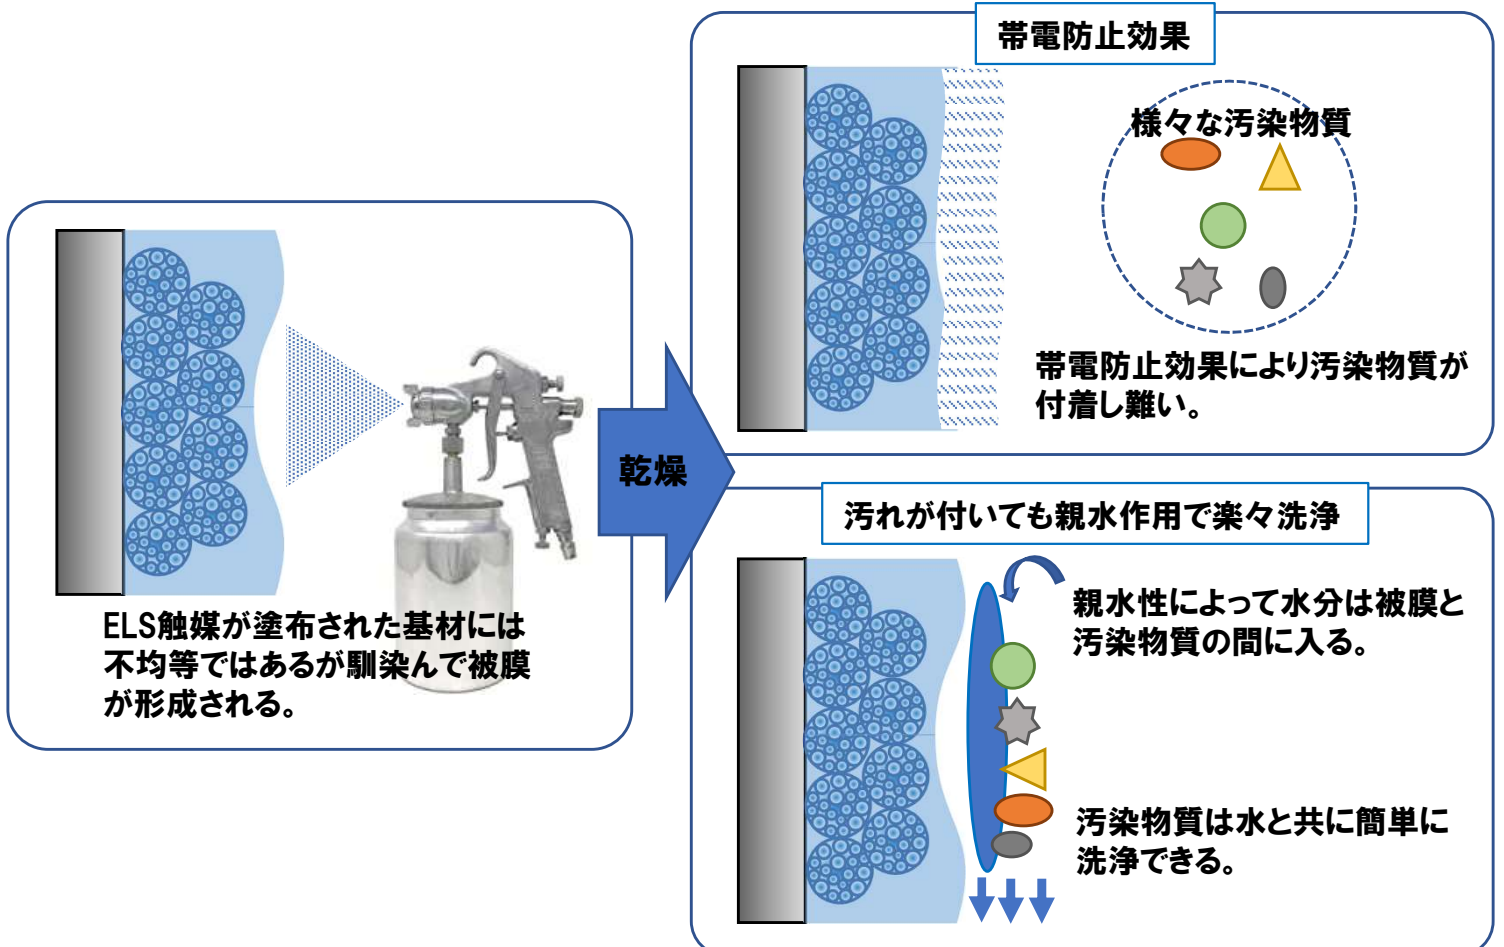 帯電防止効果
様々な汚染物質
帯電防止効果により汚染物質が
付着し難い。
ELS触媒が塗布された基材には
不均等ではあるが馴染んで被膜
が形成される。
乾燥
汚れが付いても親水作用で楽々洗浄
親水性によって水分は被膜と
汚染物質の間に入る。
汚染物質は水と共に簡単に
洗浄できる。